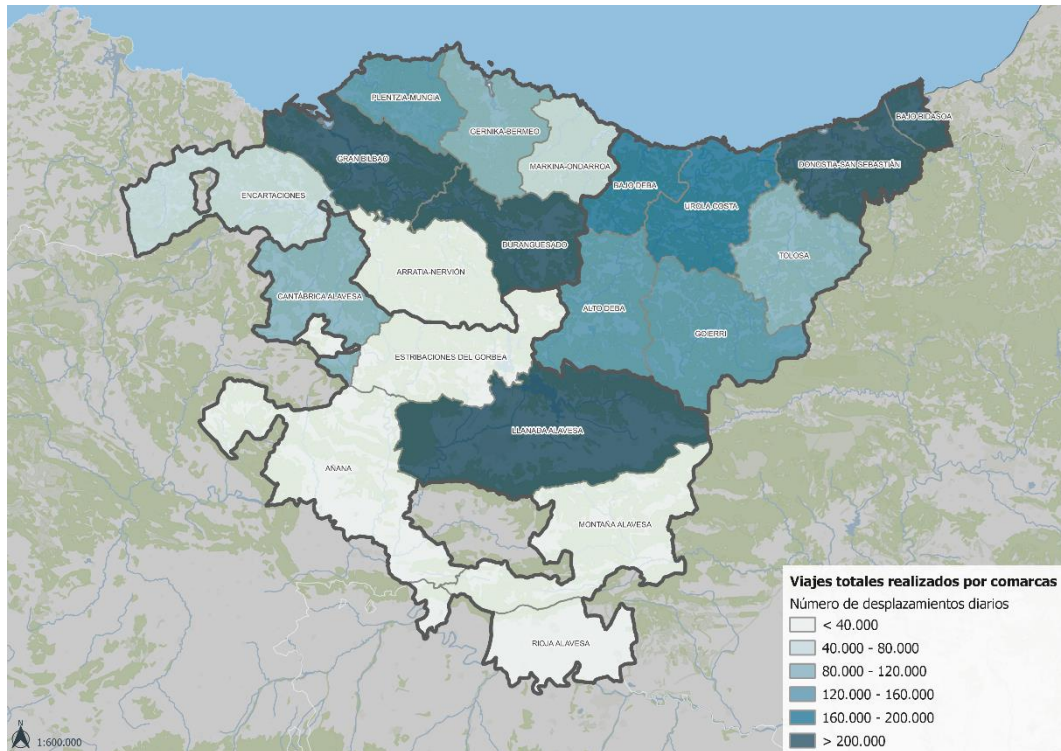 PLENTZIA-MUNGIA
GERNIKA-BERMEO
BAJO BIDASOA
GRAN BILBAO
MARKINA-ONDARROA
DONOSTIA-SAN SEBASTIÁN
BAJO DEBA
ENCARTACIONES
UROLA COSTA
DURANGUESADO
TOLOSA
ARRATIA-NERVIÓN
CANTÁBRICA ALAVESA
ALTO DEBA
GOIERRI
ESTRIBACIONES DEL GORBEA
LLANADA ALAVESA
AÑANA
MONTAÑA ALAVESA
RIOJA ALAVESA
Viajes totales realizados por comarcas
Número de desplazamientos diarios
< 40.000
40.000 - 80.000
80.000 - 120.000
120.000 - 160.000
160.000 - 200.000
> 200.000
N
1:600.000